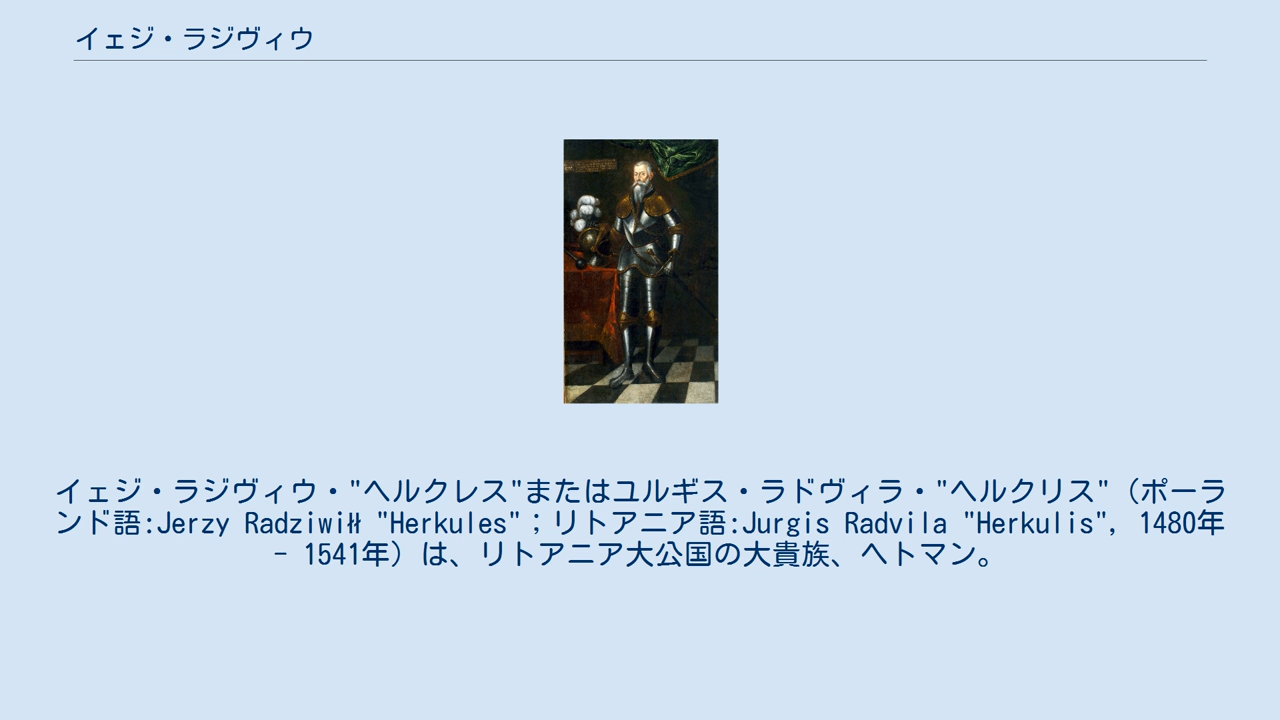 イェジ・ラジヴィウ
イェジ・ラジヴィウ・"ヘルクレス"またはユルギス・ラドヴィラ・"ヘルクリス"（ポーラ
ンド語:Jerzy Radziwiłł "Herkules"；リトアニア語:Jurgis Radvila "Herkulis", 1480年
- 1541年）は、リトアニア大公国の大貴族、ヘトマン。